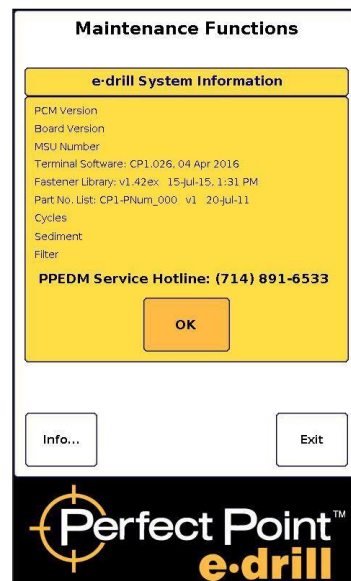 Maintenance Functions
e·drill System Information
PCM Version
Board Version
MSU Number
Terminal Software: CP1.026, 04 Apr 2016
Fastener Library: v1.42ex 15-Jul-15, 1:31 PM
Part No. List: CP1-PNum_000 v1 20-Jul-11
Cycles
Sediment
Filter
PPEDM Service Hotline: (714) 891-6533
OK
Info...
Exit
Perfect Point™
e·drill